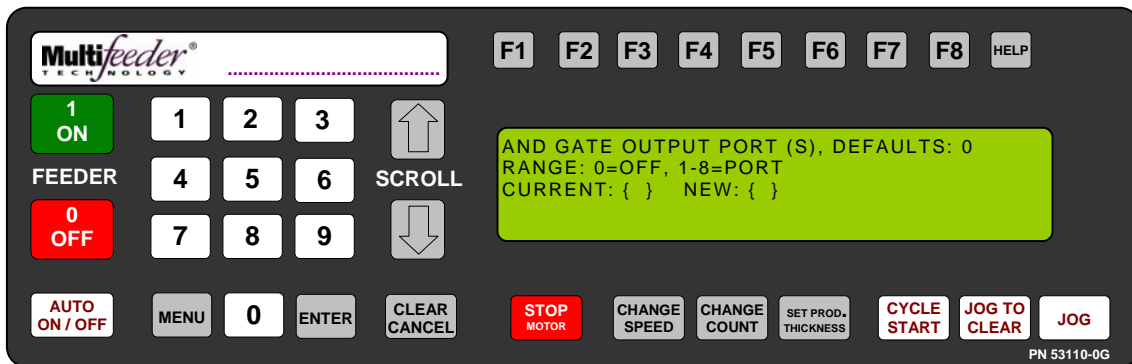 Multifeeder®
TECHNOLOGY
F1 F2 F3 F4 F5 F6 F7 F8 HELP
1
ON
1 2 3
FEEDER
4 5 6
SCROLL
0
OFF
7 8 9
AND GATE OUTPUT PORT (S), DEFAULTS: 0
RANGE: 0=OFF, 1-8=PORT
CURRENT: { } NEW: { }
AUTO
ON / OFF
MENU
0
ENTER
CLEAR
CANCEL
STOP
MOTOR
CHANGE
SPEED
CHANGE
COUNT
SET PROD.
THICKNESS
CYCLE
START
JOG TO
CLEAR
JOG
PN 53110-0G